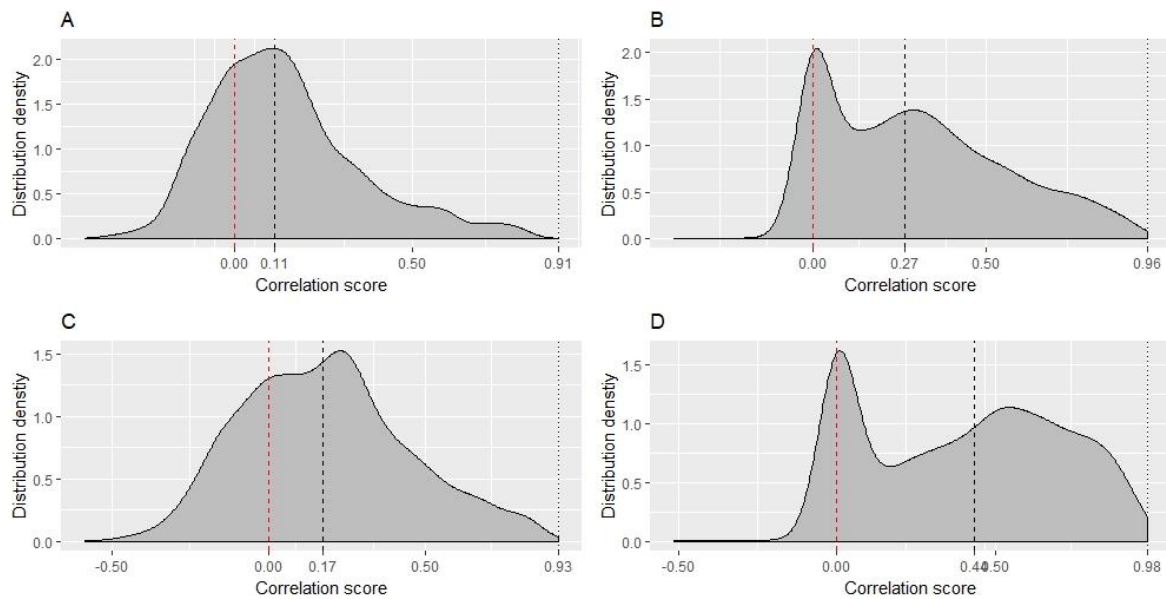 A
Distribution denstiy
2.0
1.5
1.0
0.5
0.0
0.00 0.11 0.50 0.91
Correlation score
B
Distribution denstiy
2.0
1.5
1.0
0.5
0.0
0.00 0.27 0.50 0.96
Correlation score
C
Distribution denstiy
1.5
1.0
0.5
0.0
-0.50 0.00 0.17 0.50 0.93
Correlation score
D
Distribution denstiy
1.5
1.0
0.5
0.0
-0.50 0.00 0.44 0.50 0.98
Correlation score